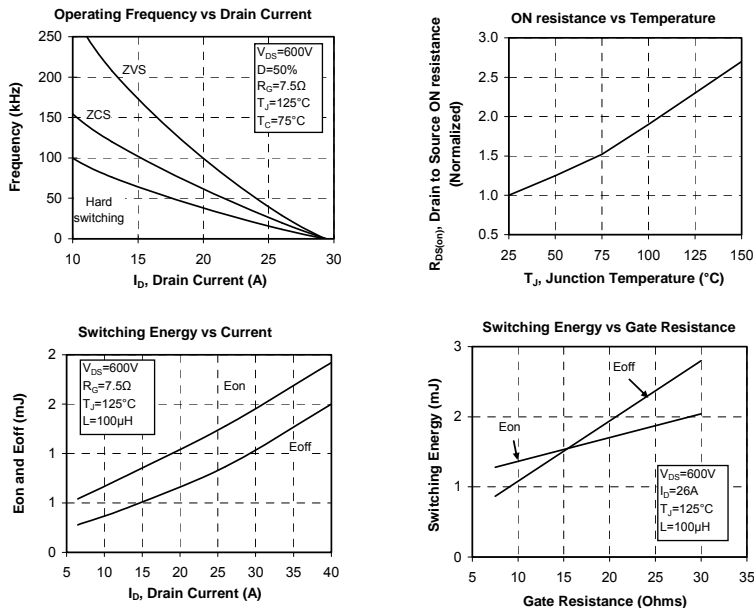 Operating Frequency vs Drain Current
250
200
150
100
50
0
10 15 20 25 30
Frequency (kHz)
I_D, Drain Current (A)
ZVS
ZCS
Hard
switching
V_DS=600V
D=50%
R_G=7.5Ω
T_J=125°C
T_C=75°C
ON resistance vs Temperature
3.0
2.5
2.0
1.5
1.0
0.5
25 50 75 100 125 150
R_DS(on), Drain to Source ON resistance
(Normalized)
T_J, Junction Temperature (°C)
Switching Energy vs Current
2
2
1
1
0
5 10 15 20 25 30 35 40
Eon and Eoff (mJ)
I_D, Drain Current (A)
V_DS=600V
R_G=7.5Ω
T_J=125°C
L=100µH
Eon
Eoff
Switching Energy vs Gate Resistance
3
2
1
0
5 10 15 20 25 30 35
Switching Energy (mJ)
Gate Resistance (Ohms)
Eoff
Eon
V_DS=600V
I_D=26A
T_J=125°C
L=100µH